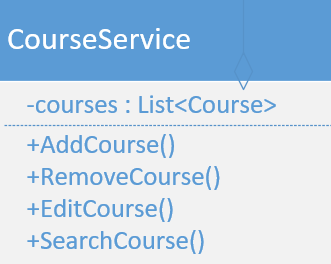 CourseService
-courses : List<Course>
+AddCourse()
+RemoveCourse()
+EditCourse()
+SearchCourse()